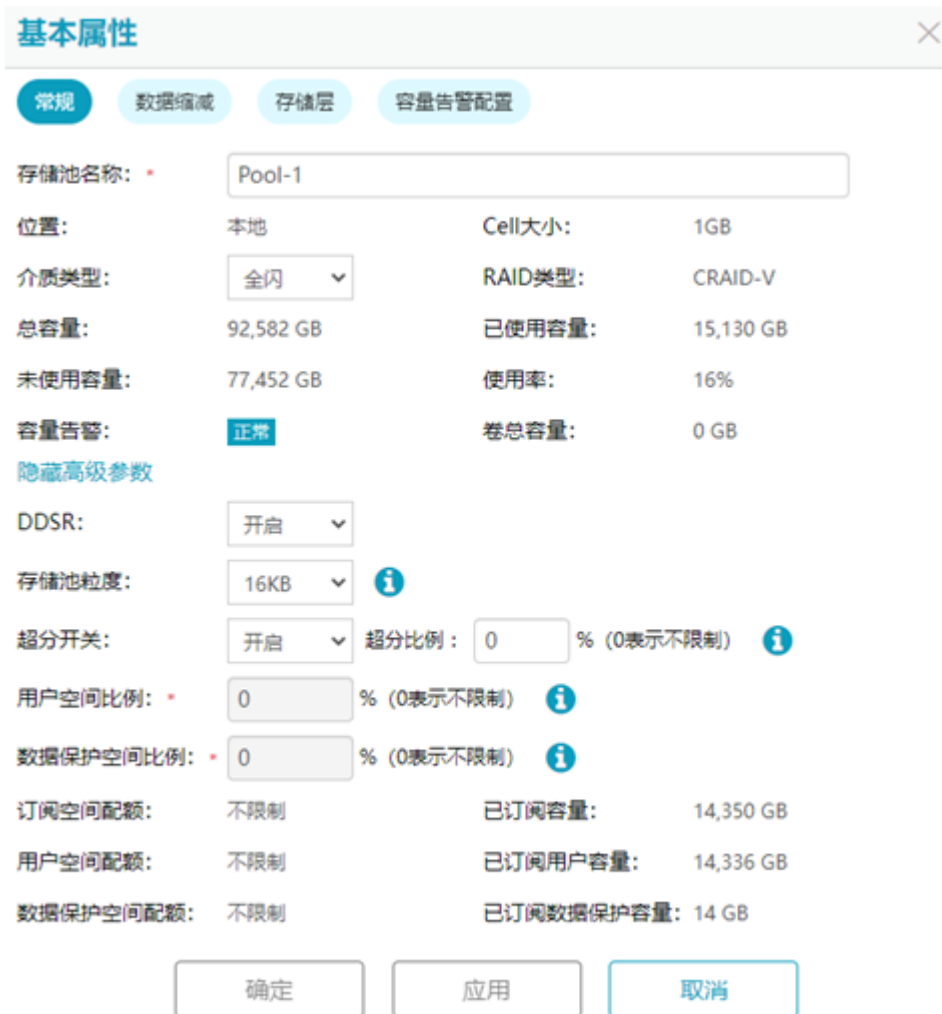 基本属性
常规 数据缩减 存储层 容量告警配置
存储池名称： * Pool-1
位置： 本地 Cell大小： 1GB
介质类型： 全闪 RAID类型： CRAID-V
总容量： 92,582 GB 已使用容量： 15,130 GB
未使用容量： 77,452 GB 使用率： 16%
容量告警： 正常 卷总容量： 0 GB
隐藏高级参数
DDSR： 开启
存储池粒度： 16KB
超分开关： 开启 超分比例： 0 % (0表示不限制)
用户空间比例： * 0 % (0表示不限制)
数据保护空间比例： * 0 % (0表示不限制)
订阅空间配额： 不限制 已订阅容量： 14,350 GB
用户空间配额： 不限制 已订阅用户容量： 14,336 GB
数据保护空间配额： 不限制 已订阅数据保护容量： 14 GB
确定 应用 取消